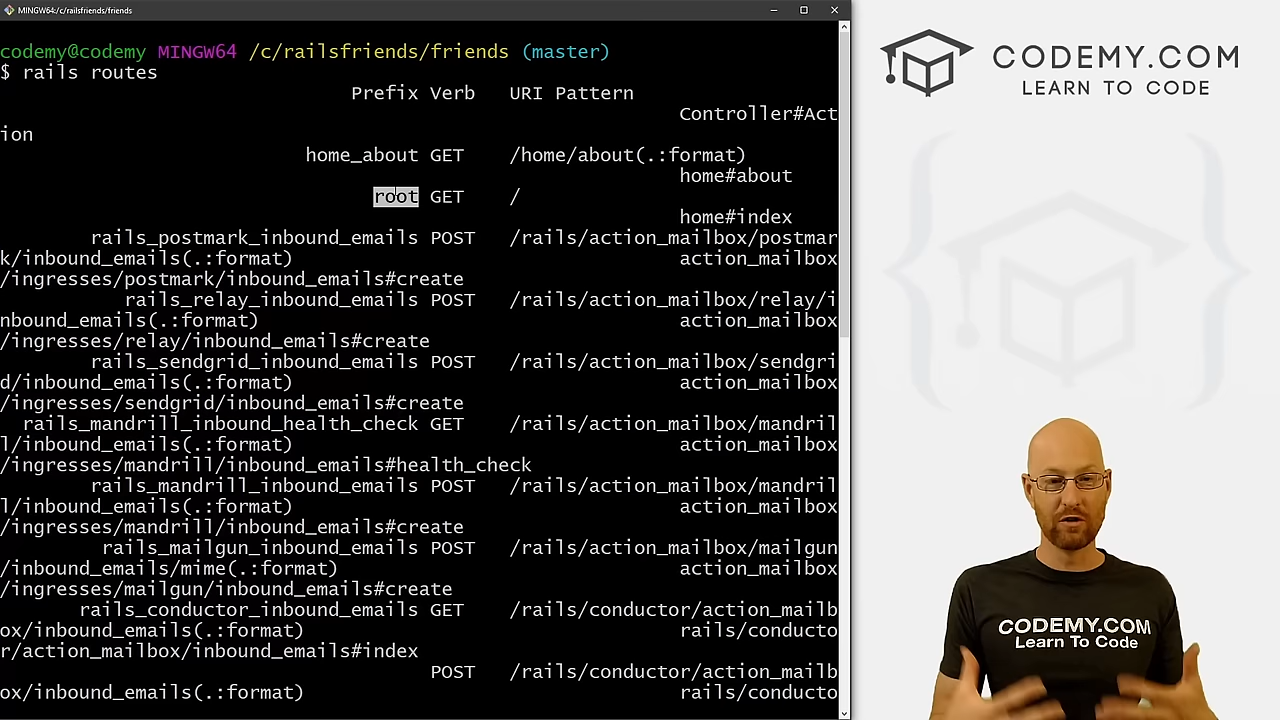 MINGW64:/c/railsfriends/friends
codemy@codemy MINGW64 /c/railsfriends/friends (master)
$ rails routes
Prefix Verb URI Pattern
Controller#Act
ion
home_about GET /home/about(.:format)
home#about
root GET /
home#index
rails_postmark_inbound_emails POST /rails/action_mailbox/postmar
k/inbound_emails(.:format) action_mailbox
/ingresses/postmark/inbound_emails#create
rails_relay_inbound_emails POST /rails/action_mailbox/relay/i
nbound_emails(.:format) action_mailbox
/ingresses/relay/inbound_emails#create
rails_sendgrid_inbound_emails POST /rails/action_mailbox/sendgri
d/inbound_emails(.:format) action_mailbox
/ingresses/sendgrid/inbound_emails#create
rails_mandrill_inbound_health_check GET /rails/action_mailbox/mandril
l/inbound_emails(.:format) action_mailbox
/ingresses/mandrill/inbound_emails#health_check
rails_mandrill_inbound_emails POST /rails/action_mailbox/mandril
l/inbound_emails(.:format) action_mailbox
/ingresses/mandrill/inbound_emails#create
rails_mailgun_inbound_emails POST /rails/action_mailbox/mailgun
/inbound_emails/mime(.:format) action_mailbox
/ingresses/mailgun/inbound_emails#create
rails_conductor_inbound_emails GET /rails/conductor/action_mailb
ox/inbound_emails(.:format) rails/conducto
r/action_mailbox/inbound_emails#index
POST /rails/conductor/action_mailb
ox/inbound_emails(.:format) rails/conducto
CODEMY.COM
LEARN TO CODE
CODEMY.COM
Learn To Code